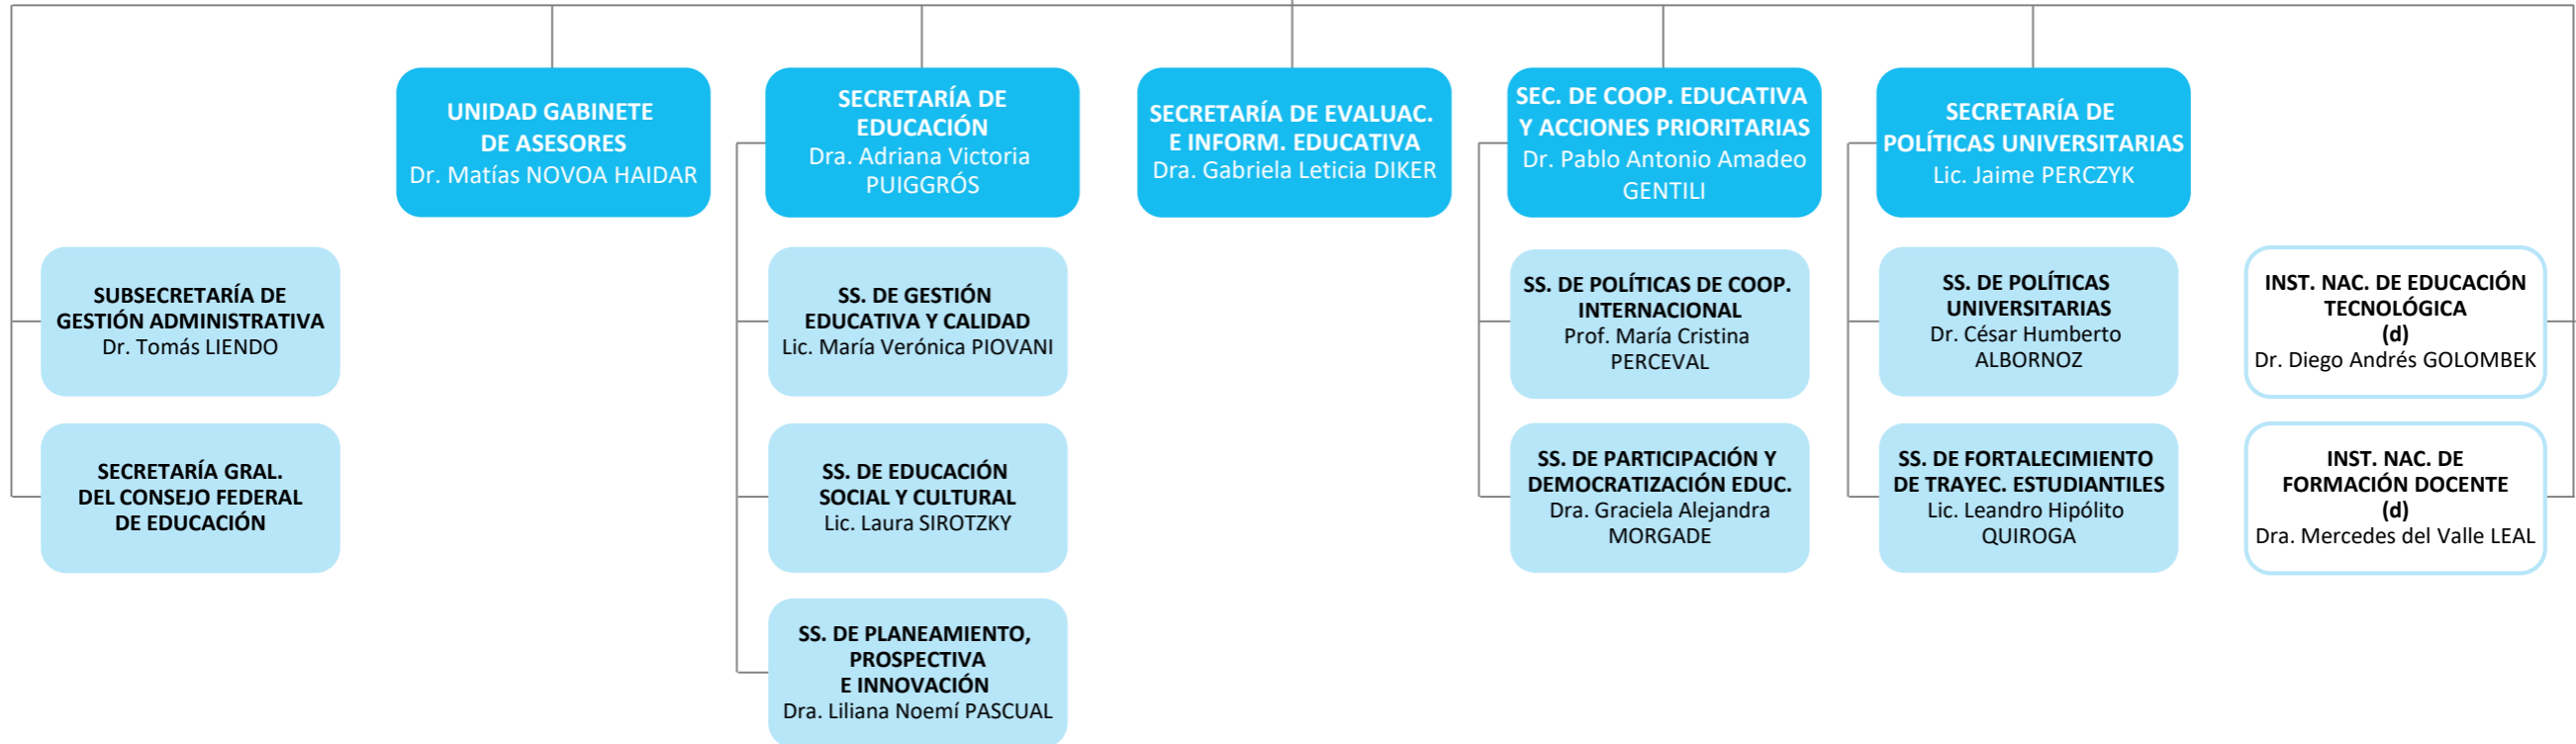 UNIDAD GABINETE
DE ASESORES
Dr. Matías NOVOA HAIDAR
SECRETARÍA DE
EDUCACIÓN
Dra. Adriana Victoria
PUIGGRÓS
SECRETARÍA DE EVALUAC.
E INFORM. EDUCATIVA
Dra. Gabriela Leticia DIKER
SEC. DE COOP. EDUCATIVA
Y ACCIONES PRIORITARIAS
Dr. Pablo Antonio Amadeo
GENTILI
SECRETARÍA DE
POLÍTICAS UNIVERSITARIAS
Lic. Jaime PERCZYK
SUBSECRETARÍA DE
GESTIÓN ADMINISTRATIVA
Dr. Tomás LIENDO
SS. DE GESTIÓN
EDUCATIVA Y CALIDAD
Lic. María Verónica PIOVANI
SS. DE POLÍTICAS DE COOP.
INTERNACIONAL
Prof. María Cristina
PERCEVAL
SS. DE POLÍTICAS
UNIVERSITARIAS
Dr. César Humberto
ALBORNOZ
INST. NAC. DE EDUCACIÓN
TECNOLÓGICA
(d)
Dr. Diego Andrés GOLOMBEK
SECRETARÍA GRAL.
DEL CONSEJO FEDERAL
DE EDUCACIÓN
SS. DE EDUCACIÓN
SOCIAL Y CULTURAL
Lic. Laura SIROTZKY
SS. DE PARTICIPACIÓN Y
DEMOCRATIZACIÓN EDUC.
Dra. Graciela Alejandra
MORGADE
SS. DE FORTALECIMIENTO
DE TRAYEC. ESTUDIANTILES
Lic. Leandro Hipólito
QUIROGA
INST. NAC. DE
FORMACIÓN DOCENTE
(d)
Dra. Mercedes del Valle LEAL
SS. DE PLANEAMIENTO,
PROSPECTIVA
E INNOVACIÓN
Dra. Liliana Noemí PASCUAL